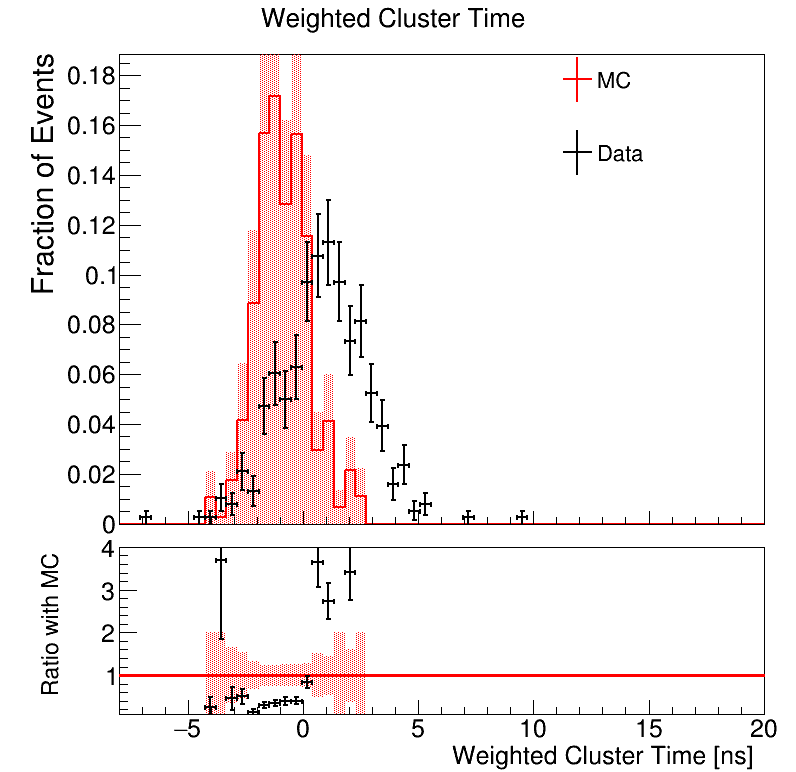 Weighted Cluster Time
Fraction of Events
0.18
0.16
0.14
0.12
0.1
0.08
0.06
0.04
0.02
0
MC
Data
Ratio with MC
4
3
2
1
−5 0 5 10 15 20
Weighted Cluster Time [ns]